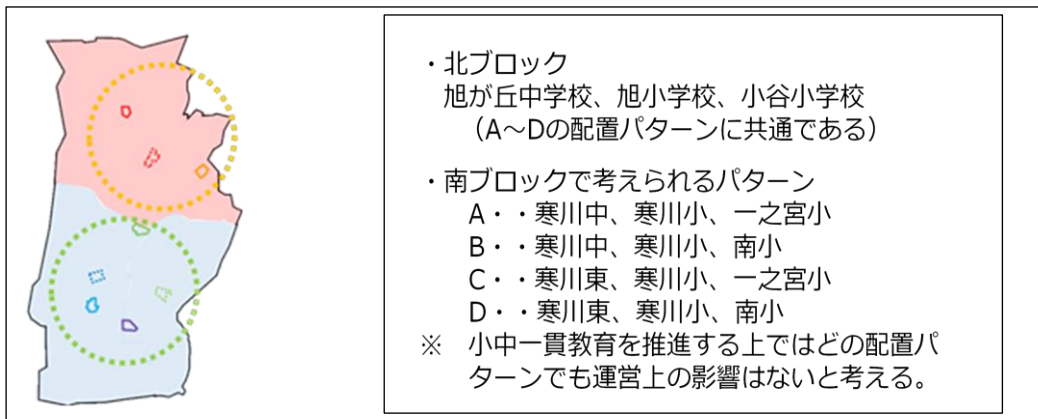 ・北ブロック
旭が丘中学校、旭小学校、小谷小学校
（A～Dの配置パターンに共通である）
・南ブロックで考えられるパターン
A・・寒川中、寒川小、一之宮小
B・・寒川中、寒川小、南小
C・・寒川東、寒川小、一之宮小
D・・寒川東、寒川小、南小
※　小中一貫教育を推進する上ではどの配置パ
ターンでも運営上の影響はないと考える。